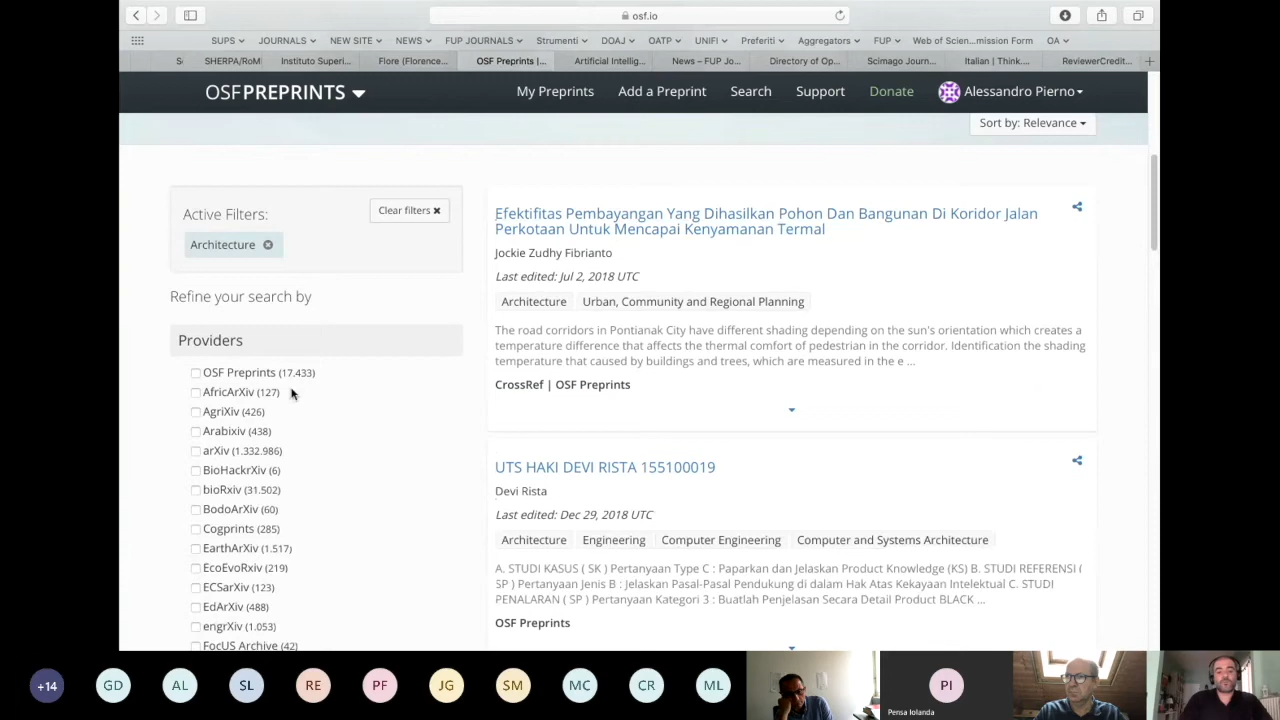 osf.io
SUPS JOURNALS NEW SITE NEWS FUP JOURNALS Strumenti DOAJ OATP UNIFI Preferiti Aggregators FUP Web of Scien...mission Form OA
SHERPA/RoM Instituto Superi... Flore (Florence... OSF Preprints |... Artificial Intellig... News – FUP Jo... Directory of Op... Scimago Journ... Italian | Think.... ReviewerCredit...
OSFPREPRINTS My Preprints Add a Preprint Search Support Donate Alessandro Pierno
Sort by: Relevance
Active Filters:
Clear filters ×
Architecture
Refine your search by
Providers
OSF Preprints (17.433)
AfricArXiv (127)
AgriXiv (426)
Arabixiv (438)
arXiv (1.332.986)
BioHackrXiv (6)
bioRxiv (31.502)
BodoArXiv (60)
Cogprints (285)
EarthArXiv (1.517)
EcoEvoRxiv (219)
ECSarXiv (123)
EdArXiv (488)
engrXiv (1.053)
FocUS Archive (42)
Efektifitas Pembayangan Yang Dihasilkan Pohon Dan Bangunan Di Koridor Jalan
Perkotaan Untuk Mencapai Kenyamanan Termal
Jockie Zudhy Fibrianto
Last edited: Jul 2, 2018 UTC
Architecture Urban, Community and Regional Planning
The road corridors in Pontianak City have different shading depending on the sun's orientation which creates a
temperature difference that affects the thermal comfort of pedestrian in the corridor. Identification the shading
temperature that caused by buildings and trees, which are measured in the e ...
CrossRef | OSF Preprints
UTS HAKI DEVI RISTA 155100019
Devi Rista
Last edited: Dec 29, 2018 UTC
Architecture Engineering Computer Engineering Computer and Systems Architecture
A. STUDI KASUS ( SK ) Pertanyaan Type C : Paparkan dan Jelaskan Product Knowledge (KS) B. STUDI REFERENSI (
SP ) Pertanyaan Jenis B : Jelaskan Pasal-Pasal Pendukung di dalam Hak Atas Kekayaan Intelektual C. STUDI
PENALARAN ( SP ) Pertanyaan Kategori 3 : Buatlah Penjelasan Secara Detail Product BLACK ...
OSF Preprints
+14 GD AL SL RE PF JG SM MC CR ML PI
Pensa Iolanda